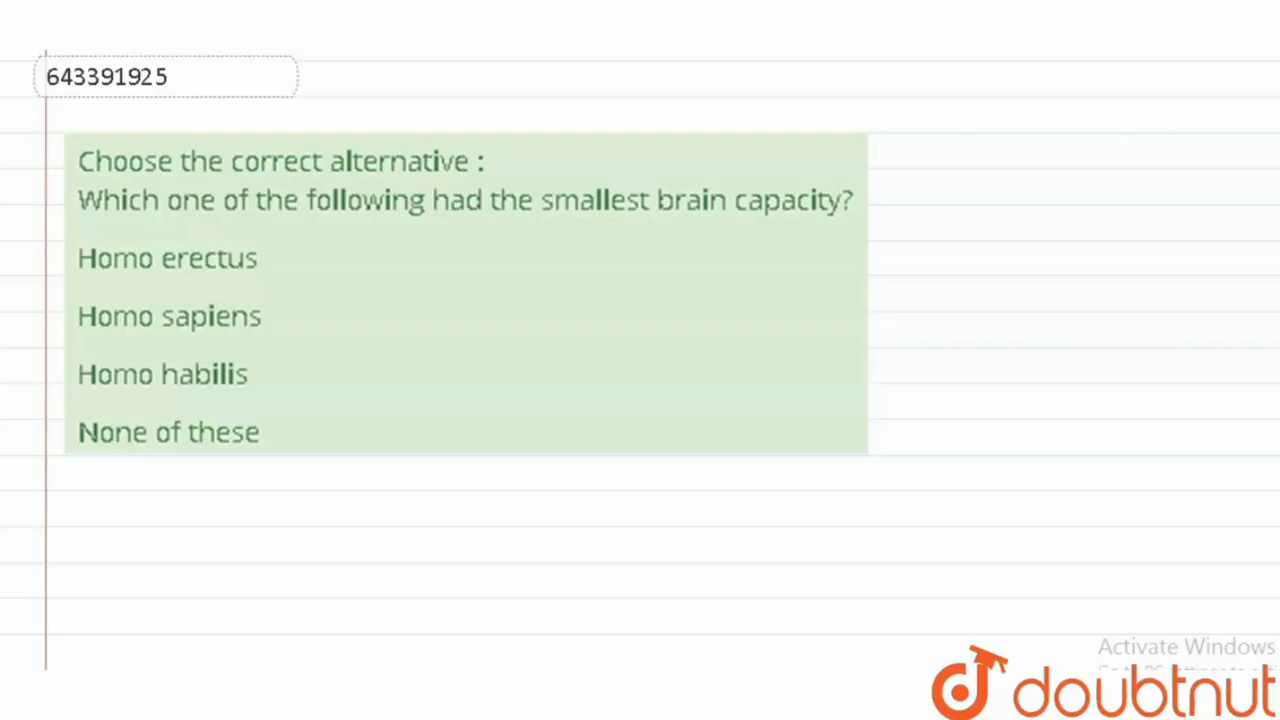 643391925
Choose the correct alternative :
Which one of the following had the smallest brain capacity?
Homo erectus
Homo sapiens
Homo habilis
None of these
Activate Windows
doubtnut